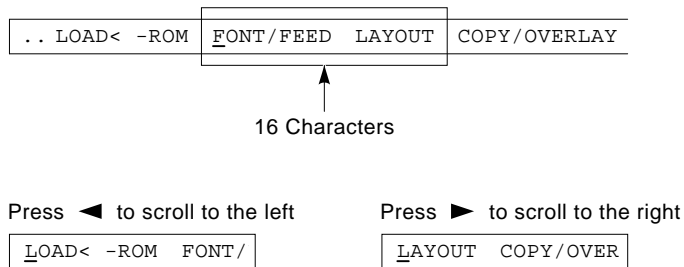 .. LOAD< -ROM FONT/FEED LAYOUT COPY/OVERLAY
16 Characters
Press ◄ to scroll to the left
Press ► to scroll to the right
LOAD< -ROM FONT/
LAYOUT COPY/OVER